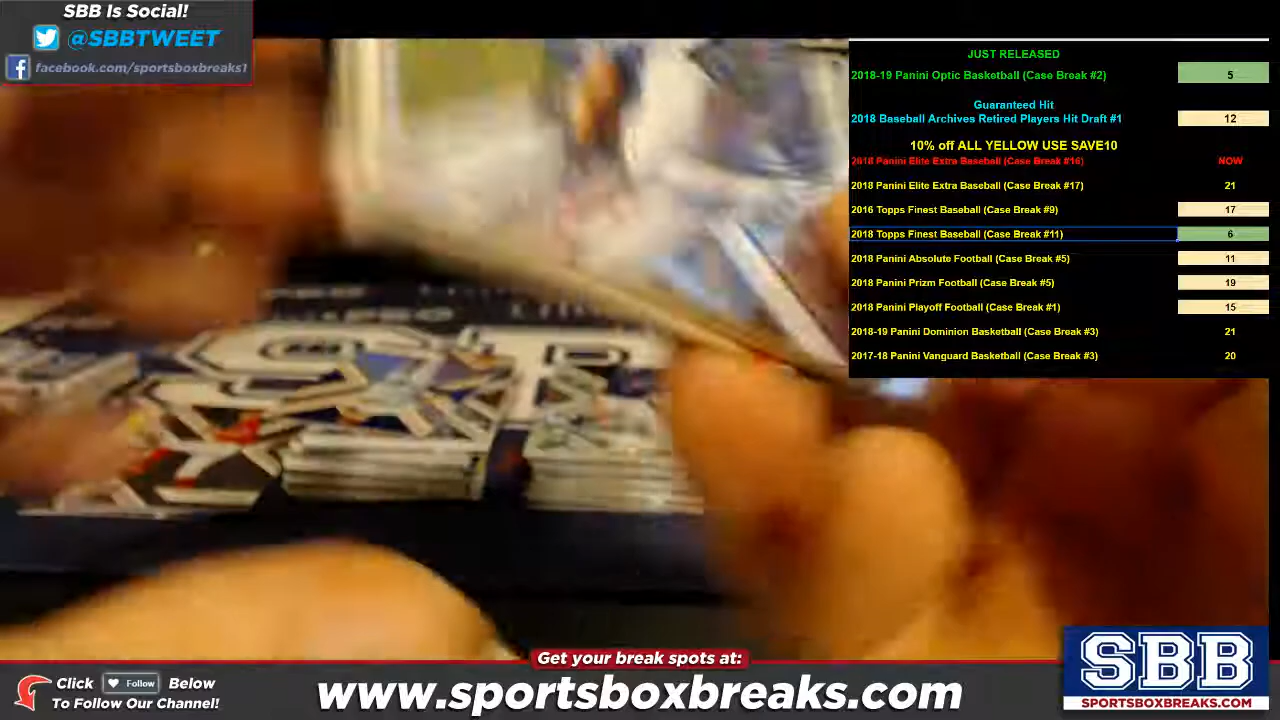 SBB Is Social!
@SBBTWEET
facebook.com/sportsboxbreaks1
JUST RELEASED
2018-19 Panini Optic Basketball (Case Break #2) 5
Guaranteed Hit
2018 Baseball Archives Retired Players Hit Draft #1 12
10% off ALL YELLOW USE SAVE10
2018 Panini Elite Extra Baseball (Case Break #16) NOW
2018 Panini Elite Extra Baseball (Case Break #17) 21
2016 Topps Finest Baseball (Case Break #9) 17
2018 Topps Finest Baseball (Case Break #11) 6
2018 Panini Absolute Football (Case Break #5) 11
2018 Panini Prizm Football (Case Break #5) 19
2018 Panini Playoff Football (Case Break #1) 15
2018-19 Panini Dominion Basketball (Case Break #3) 21
2017-18 Panini Vanguard Basketball (Case Break #3) 20
Get your break spots at:
Click Follow Below
To Follow Our Channel!
www.sportsboxbreaks.com
SBB
SPORTSBOXBREAKS.COM